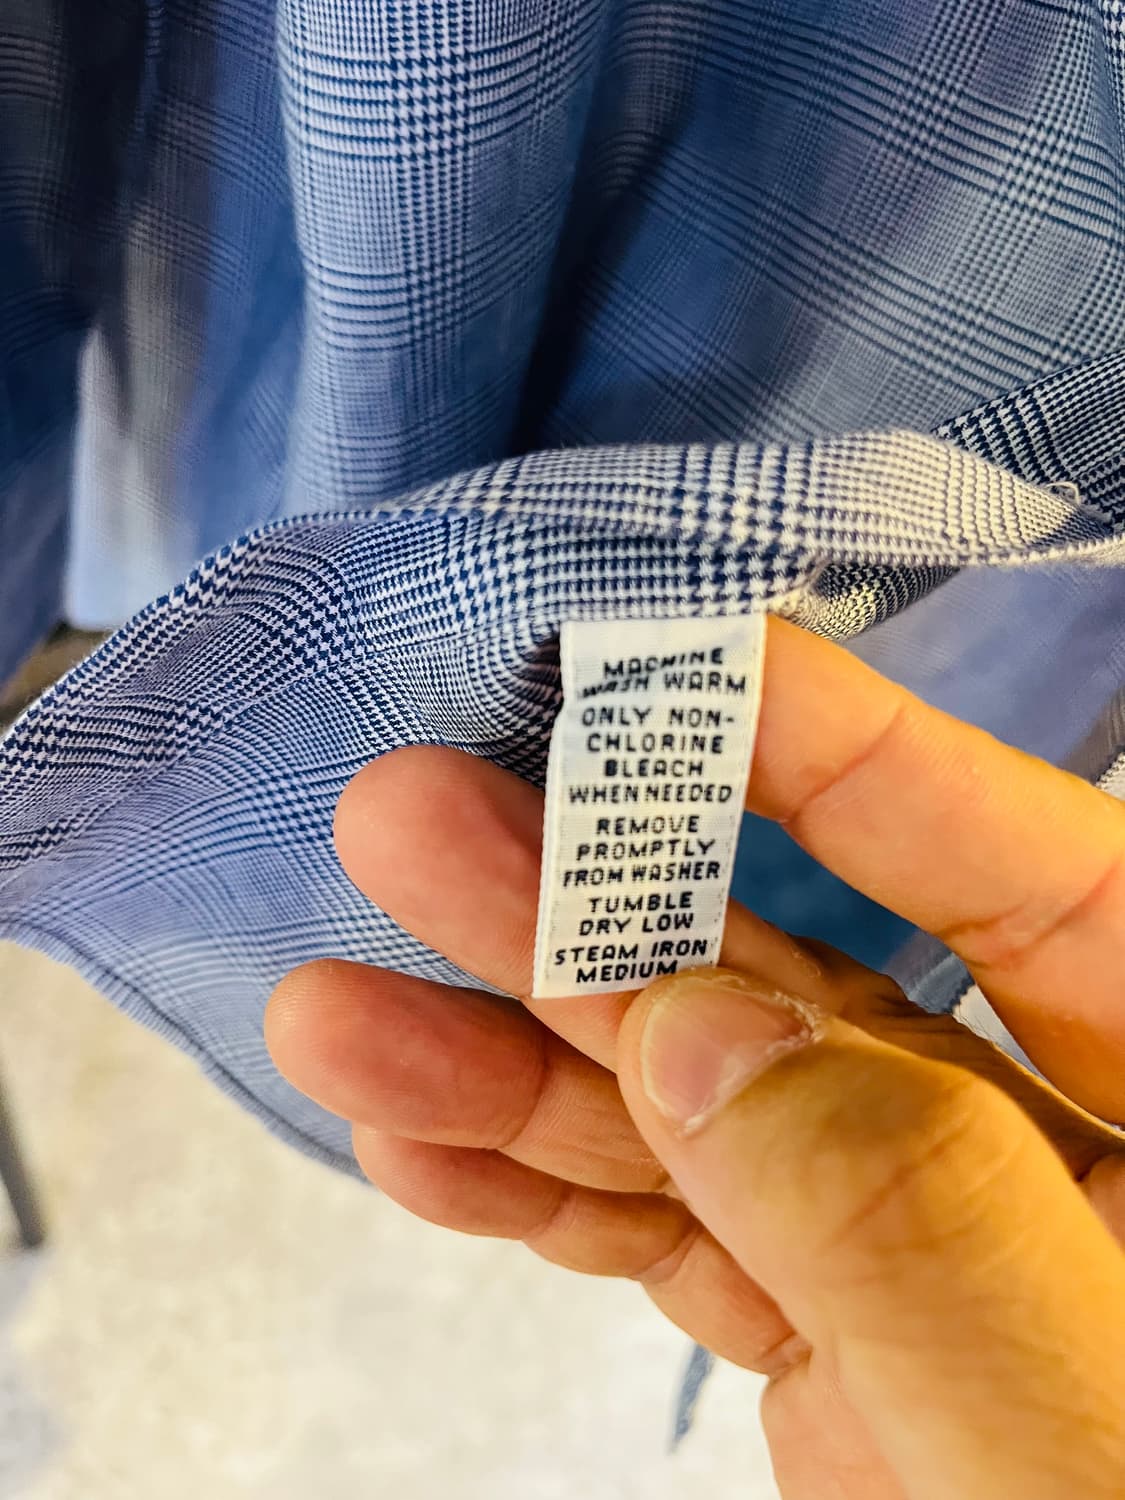 MACHINE
WASH WARM
ONLY NON-
CHLORINE
BLEACH
WHEN NEEDED
REMOVE
PROMPTLY
FROM WASHER
TUMBLE
DRY LOW
STEAM IRON
MEDIUM